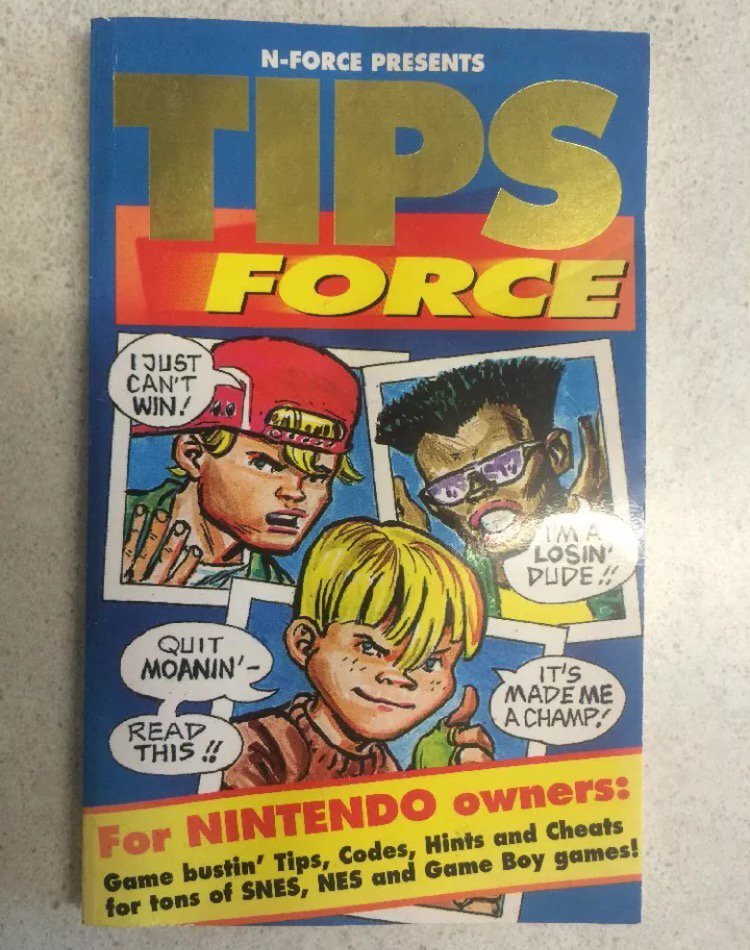 N-FORCE PRESENTS
TIPS
FORCE
I JUST
CAN'T
WIN!
I'M A
LOSIN'
DUDE!!
QUIT
MOANIN'-
READ
THIS!!
IT'S
MADE ME
A CHAMP!
For NINTENDO owners:
Game bustin' Tips, Codes, Hints and Cheats
for tons of SNES, NES and Game Boy games!